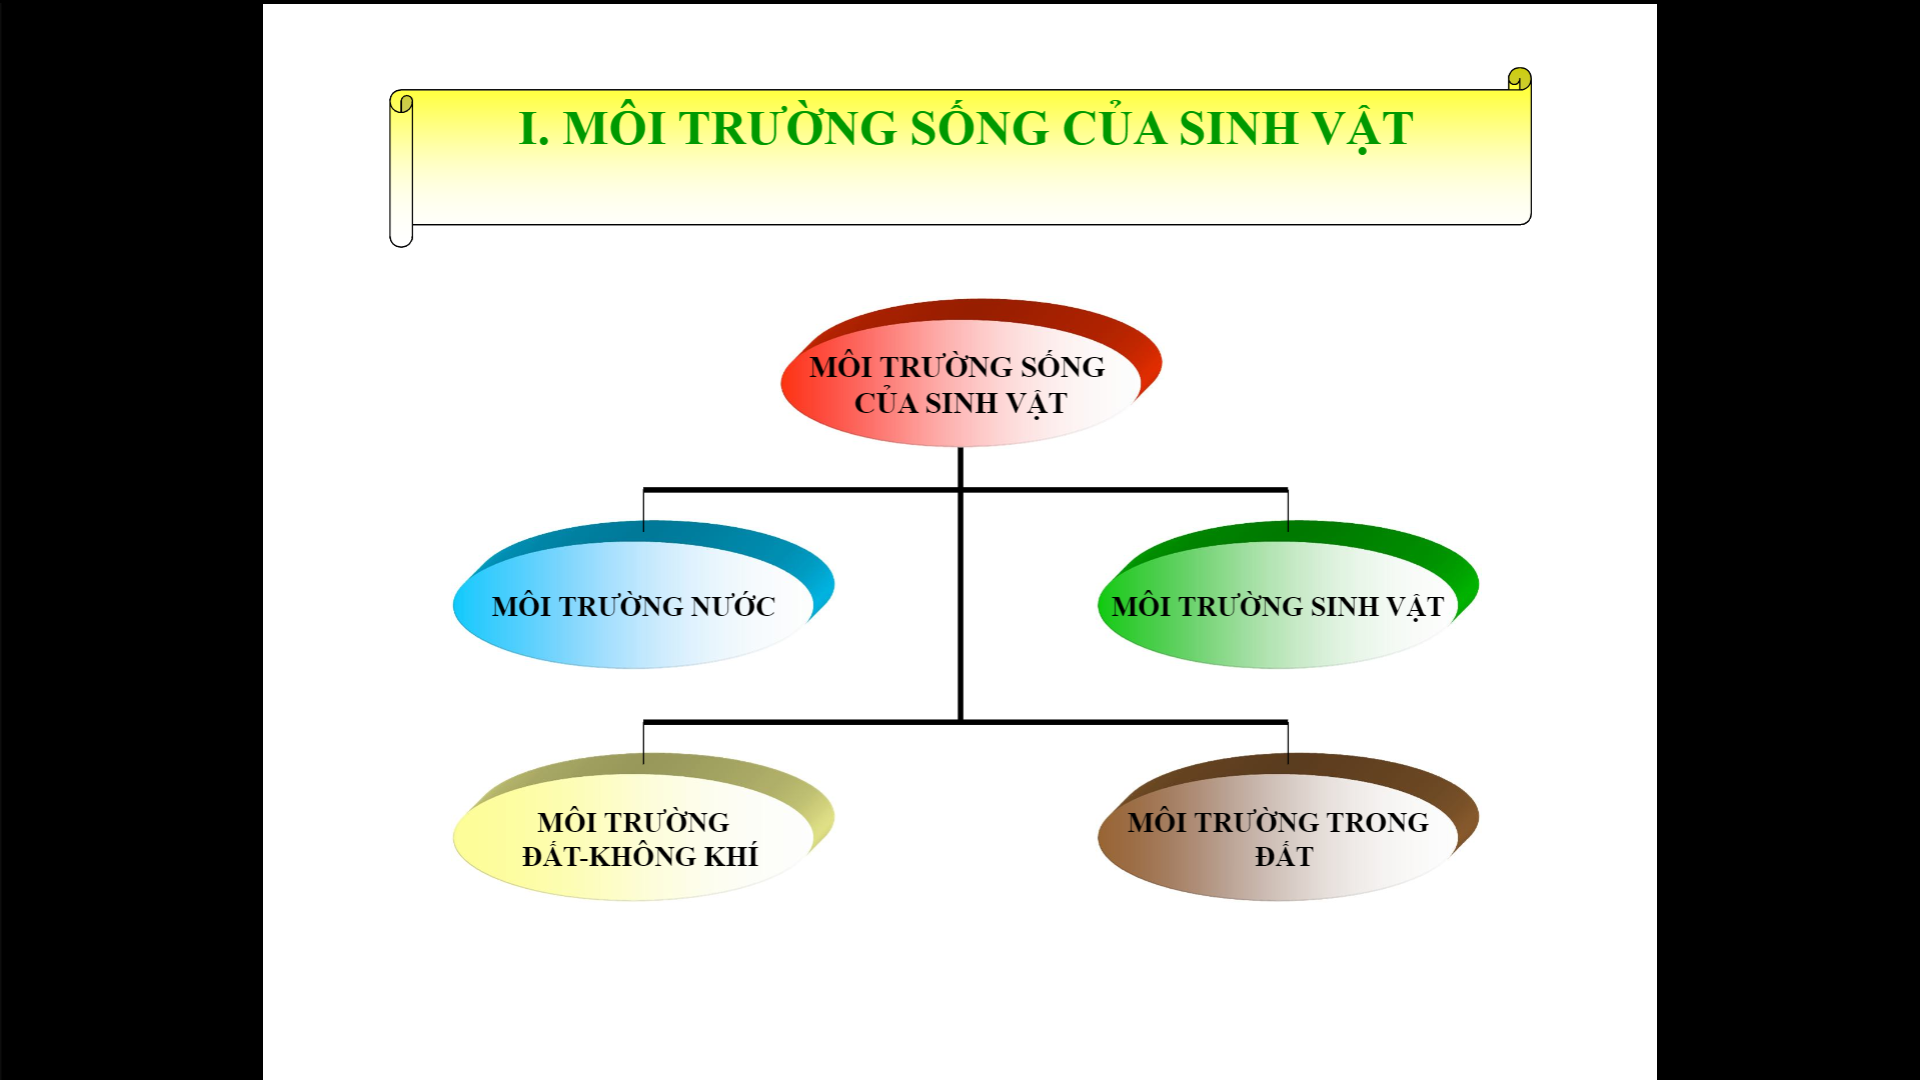 I. MÔI TRƯỜNG SỐNG CỦA SINH VẬT
MÔI TRƯỜNG SỐNG
CỦA SINH VẬT
MÔI TRƯỜNG NƯỚC
MÔI TRƯỜNG SINH VẬT
MÔI TRƯỜNG
ĐẤT-KHÔNG KHÍ
MÔI TRƯỜNG TRONG
ĐẤT